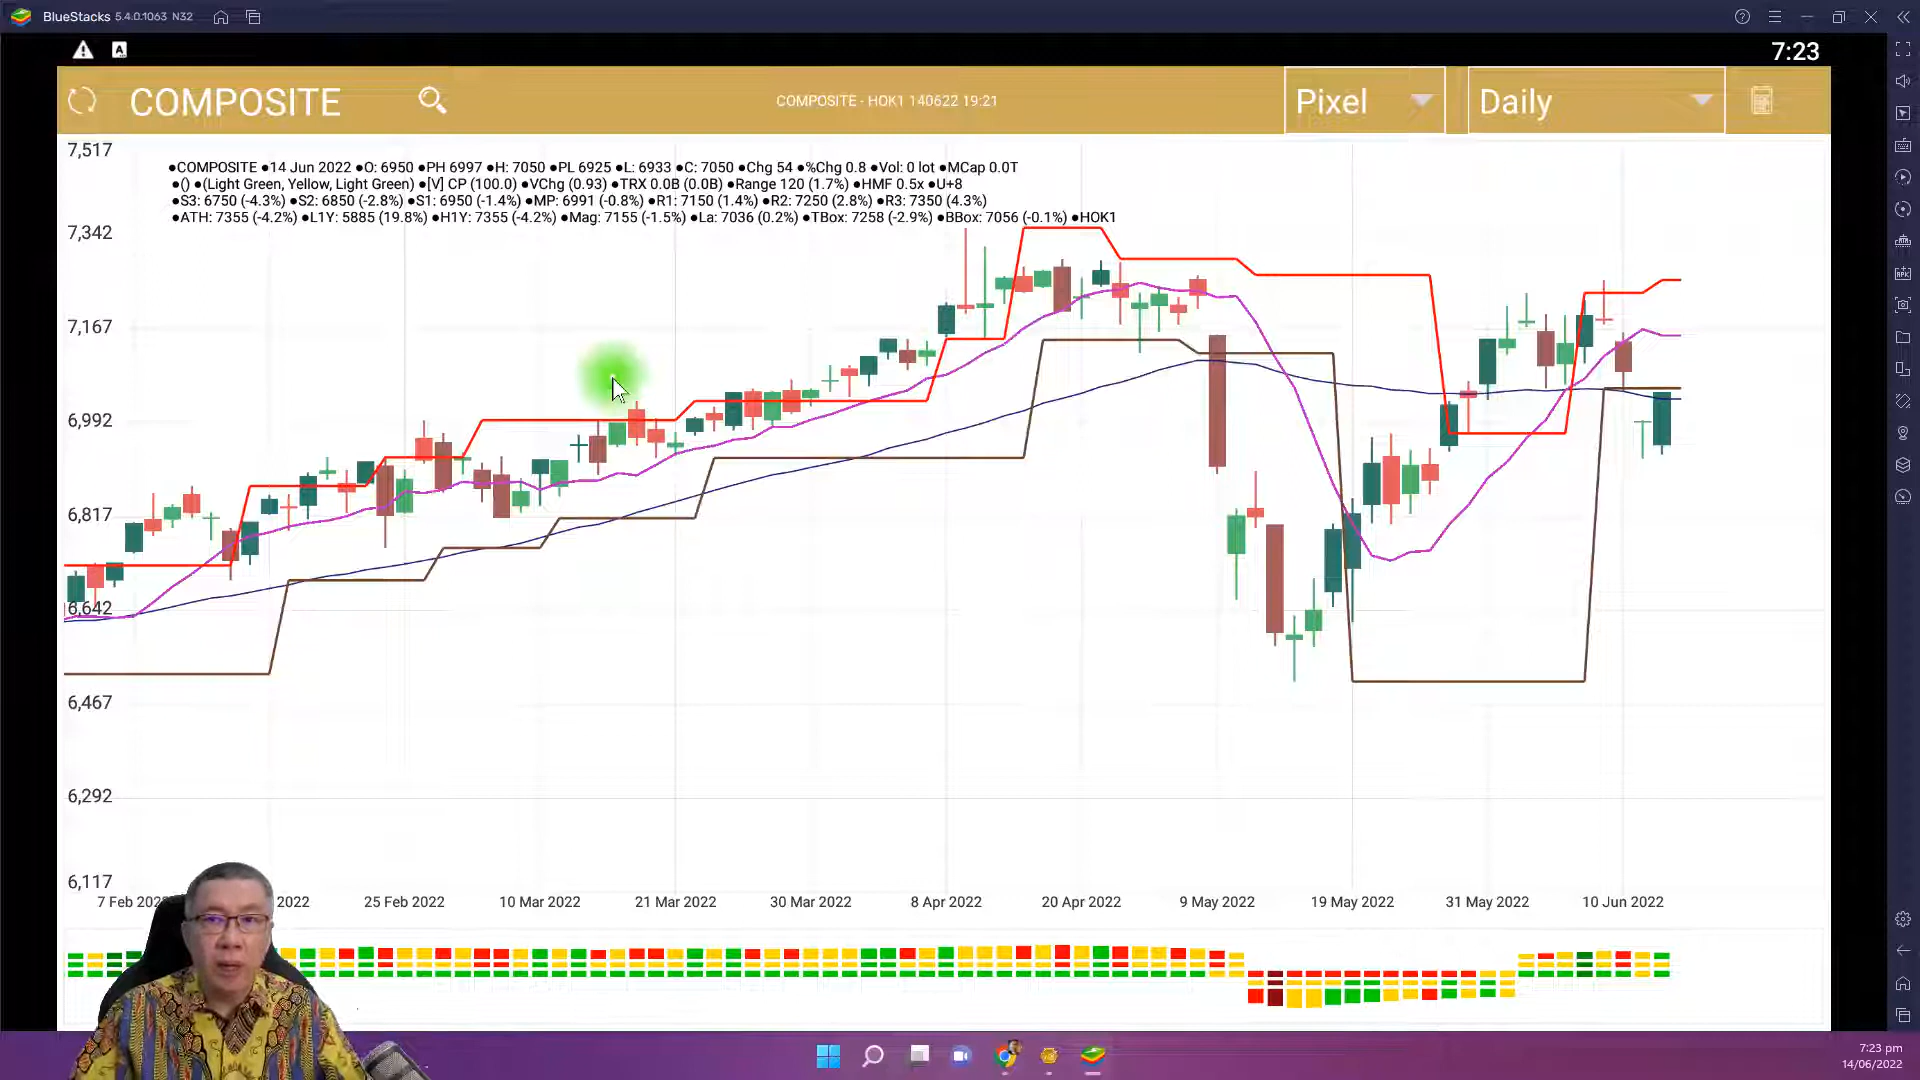 BlueStacks 5.4.0.1063 N32
7:23
COMPOSITE
COMPOSITE - HOK1 140622 19:21
Pixel
Daily
●COMPOSITE ●14 Jun 2022 ●O: 6950 ●PH 6997 ●H: 7050 ●PL 6925 ●L: 6933 ●C: 7050 ●Chg 54 ●%Chg 0.8 ●Vol: 0 lot ●MCap 0.0T
●() ●(Light Green, Yellow, Light Green) ●[V] CP (100.0) ●VChg (0.93) ●TRX 0.0B (0.0B) ●Range 120 (1.7%) ●HMF 0.5x ●U+8
●S3: 6750 (-4.3%) ●S2: 6850 (-2.8%) ●S1: 6950 (-1.4%) ●MP: 6991 (-0.8%) ●R1: 7150 (1.4%) ●R2: 7250 (2.8%) ●R3: 7350 (4.3%)
●ATH: 7355 (-4.2%) ●L1Y: 5885 (19.8%) ●H1Y: 7355 (-4.2%) ●Mag: 7155 (-1.5%) ●La: 7036 (0.2%) ●TBox: 7258 (-2.9%) ●BBox: 7056 (-0.1%) ●HOK1
7,517
7,342
7,167
6,992
6,817
6,642
6,467
6,292
6,117
7 Feb 202
2022
25 Feb 2022
10 Mar 2022
21 Mar 2022
30 Mar 2022
8 Apr 2022
20 Apr 2022
9 May 2022
19 May 2022
31 May 2022
10 Jun 2022
7:23 pm
14/06/2022